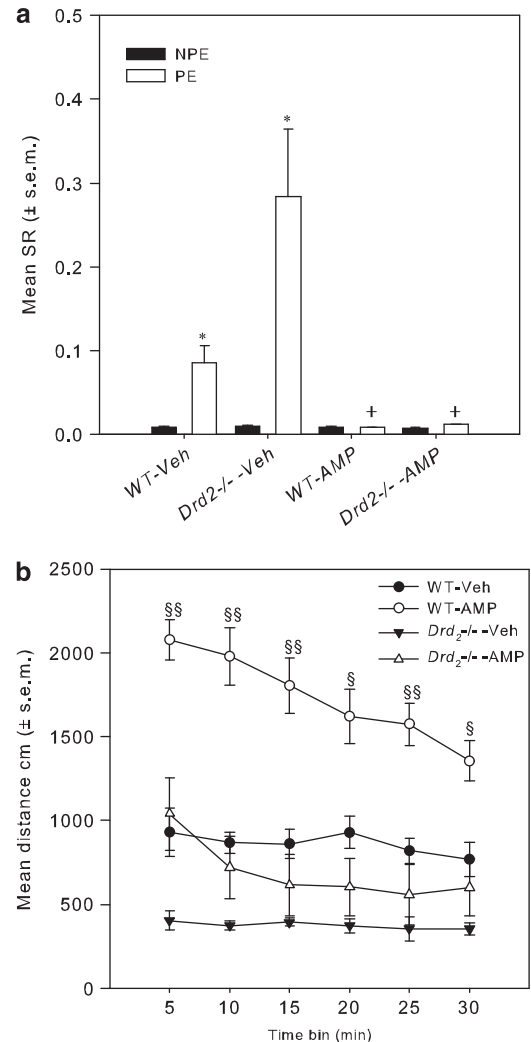 a
0.5
0.4
0.3
0.2
0.1
0.0
Mean SR (± s.e.m.)
NPE
PE
*
*
‡
‡
WT-Veh
Drd2-/- -Veh
WT-AMP
Drd2-/- -AMP
b
2500
2000
1500
1000
500
0
Mean distance cm (± s.e.m.)
WT-Veh
WT-AMP
Drd₂-/--Veh
Drd₂-/--AMP
§§
§§
§§
§
§§
§
5 10 15 20 25 30
Time bin (min)